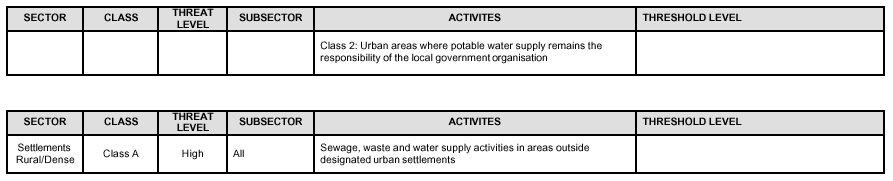 SECTOR CLASS THREAT LEVEL SUBSECTOR ACTIVITES THRESHOLD LEVEL
Class 2: Urban areas where potable water supply remains the
responsibility of the local government organisation
SECTOR CLASS THREAT LEVEL SUBSECTOR ACTIVITES THRESHOLD LEVEL
Settlements
Rural/Dense
Class A
High
All
Sewage, waste and water supply activities in areas outside
designated urban settlements